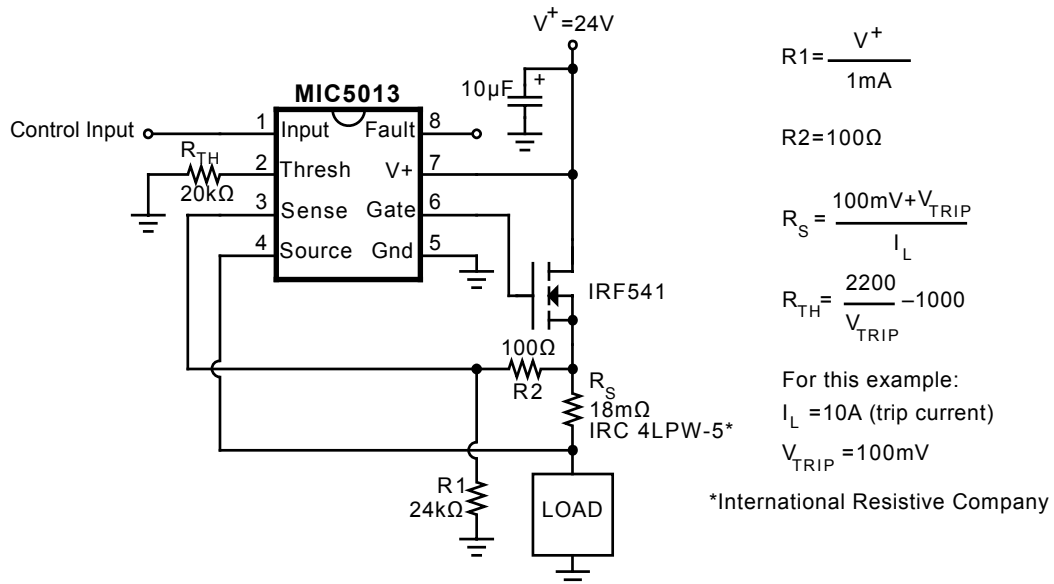 V+=24V
10µF +
MIC5013
Control Input
1 Input Fault 8
RTH
20kΩ
2 Thresh V+ 7
3 Sense Gate 6
4 Source Gnd 5
IRF541
100Ω
R2
RS
18mΩ
IRC 4LPW-5*
R1
24kΩ
LOAD
R1= V+
1mA
R2=100Ω
RS = 100mV+VTRIP
IL
RTH= 2200 –1000
VTRIP
For this example:
IL =10A (trip current)
VTRIP =100mV
*International Resistive Company